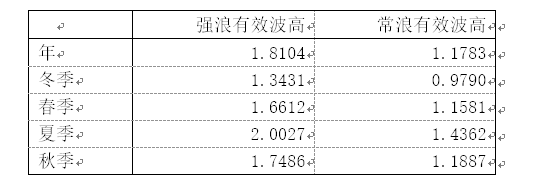 强浪有效波高 常浪有效波高
年 1.8104 1.1783
冬季 1.3431 0.9790
春季 1.6612 1.1581
夏季 2.0027 1.4362
秋季 1.7486 1.1887